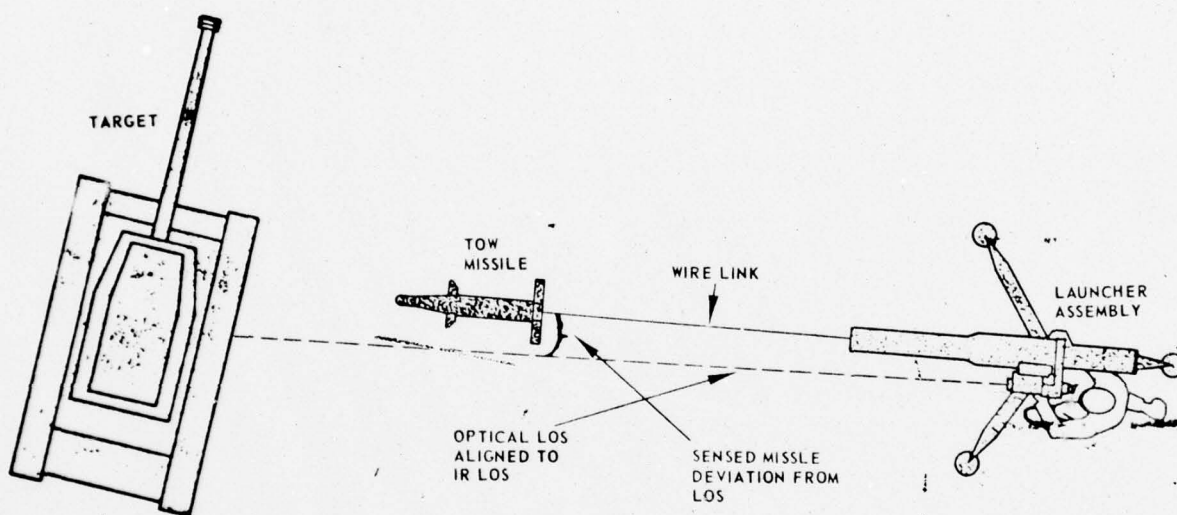 TARGET
TOW
MISSILE
WIRE LINK
LAUNCHER
ASSEMBLY
OPTICAL LOS
ALIGNED TO
IR LOS
SENSED MISSLE
DEVIATION FROM
LOS